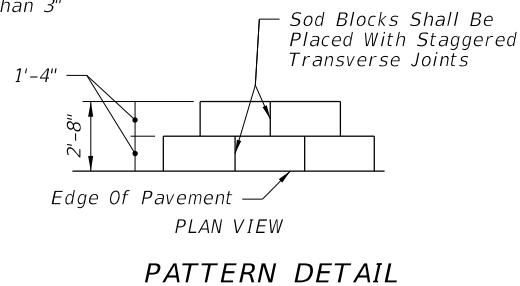 han 3"
Sod Blocks Shall Be
Placed With Staggered
Transverse Joints
1'-4"
2'-8"
Edge Of Pavement
PLAN VIEW
PATTERN DETAIL